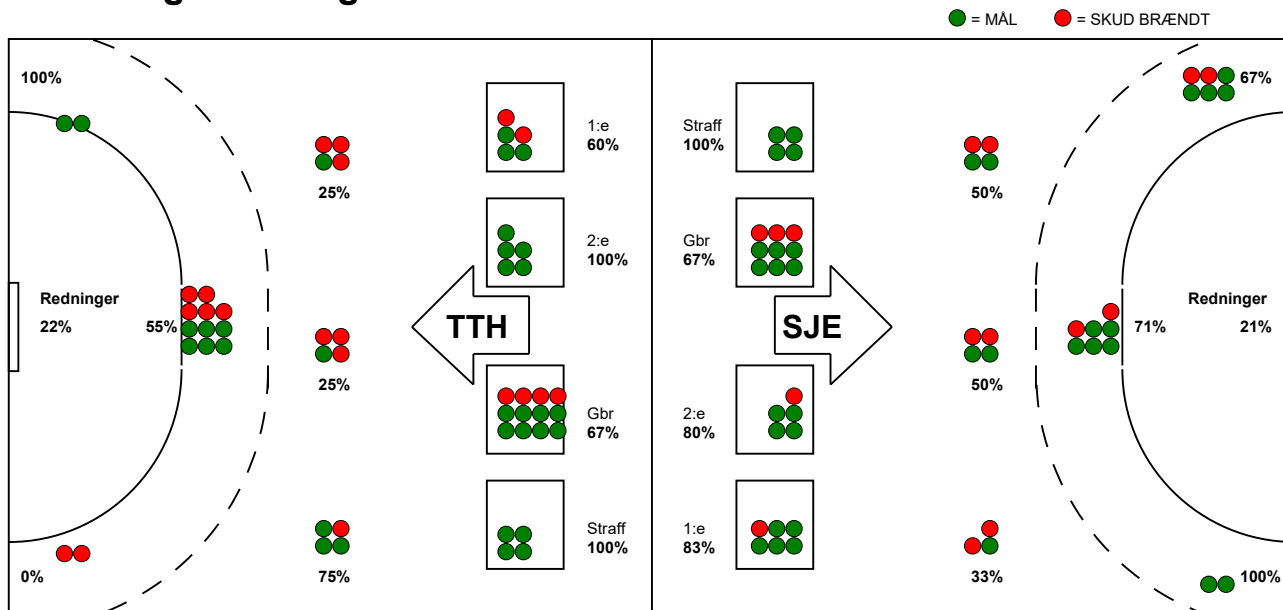 = MÅL
= SKUD BRÆNDT
100%
25%
1:e
60%
2:e
100%
Redninger
22%
55%
25%
TTH
Gbr
67%
Straff
100%
0%
75%
Straff
100%
50%
67%
Gbr
67%
SJE
50%
71%
Redninger
21%
2:e
80%
1:e
83%
33%
100%